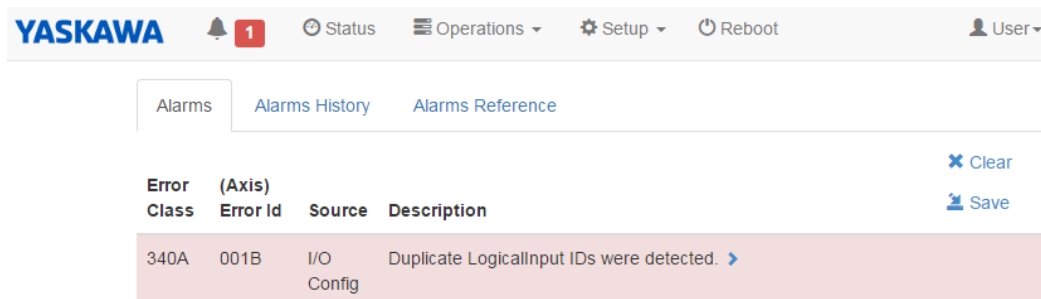 YASKAWA 1 Status Operations Setup Reboot User
Alarms Alarms History Alarms Reference
Clear
Error (Axis)
Class Error Id Source Description
Save
340A 001B I/O Duplicate LogicalInput IDs were detected.
Config